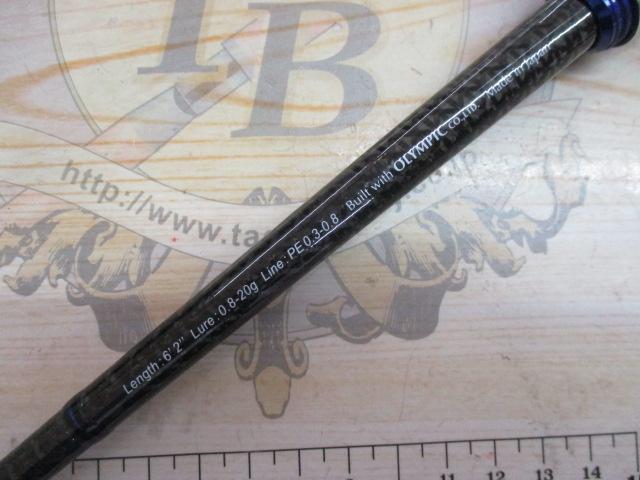 TB
http://www.ta
Length:6'2" Lure:0.8-20g Line:PE0.3-0.8 Built with OLYMPIC co.,Ltd. Made in Japan
11 12 13 14